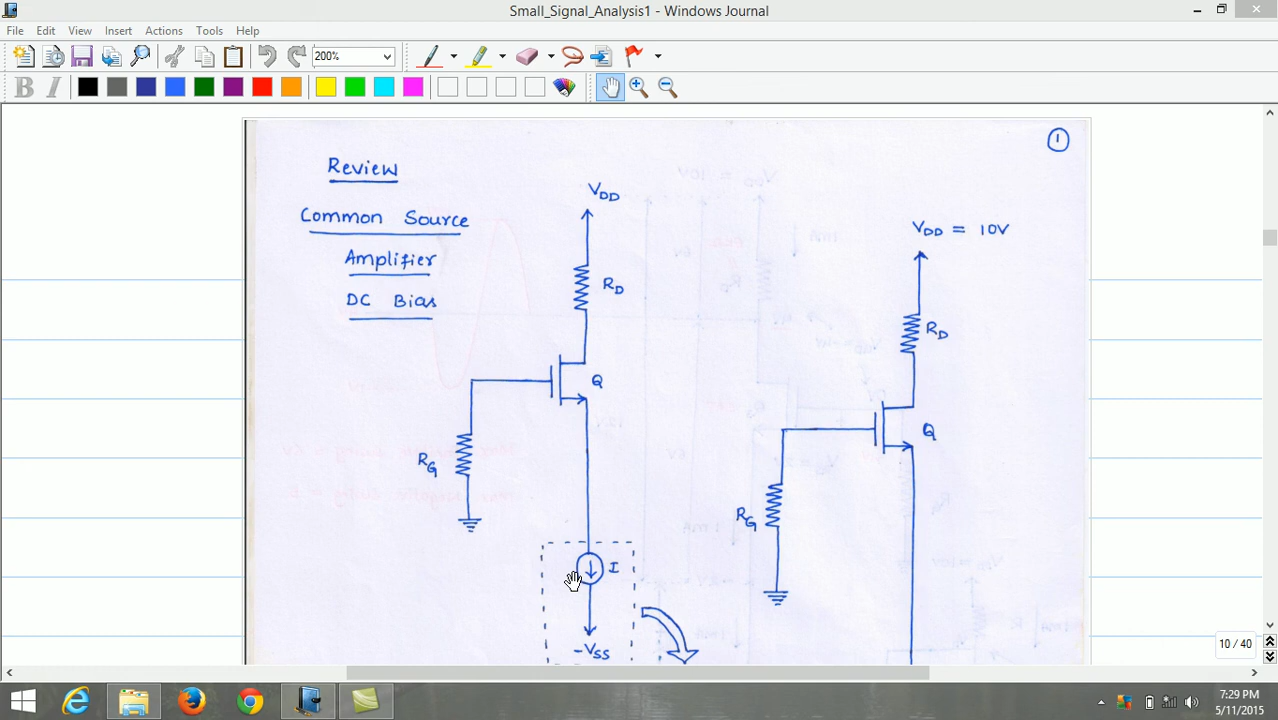 Small_Signal_Analysis1 - Windows Journal
File Edit View Insert Actions Tools Help
200%
B I
1
Review
Common Source
Amplifier
DC Bias
VDD
RD
Q
RG
I
-VSS
VDD = 10V
RD
Q
RG
10 / 40
7:29 PM
5/11/2015